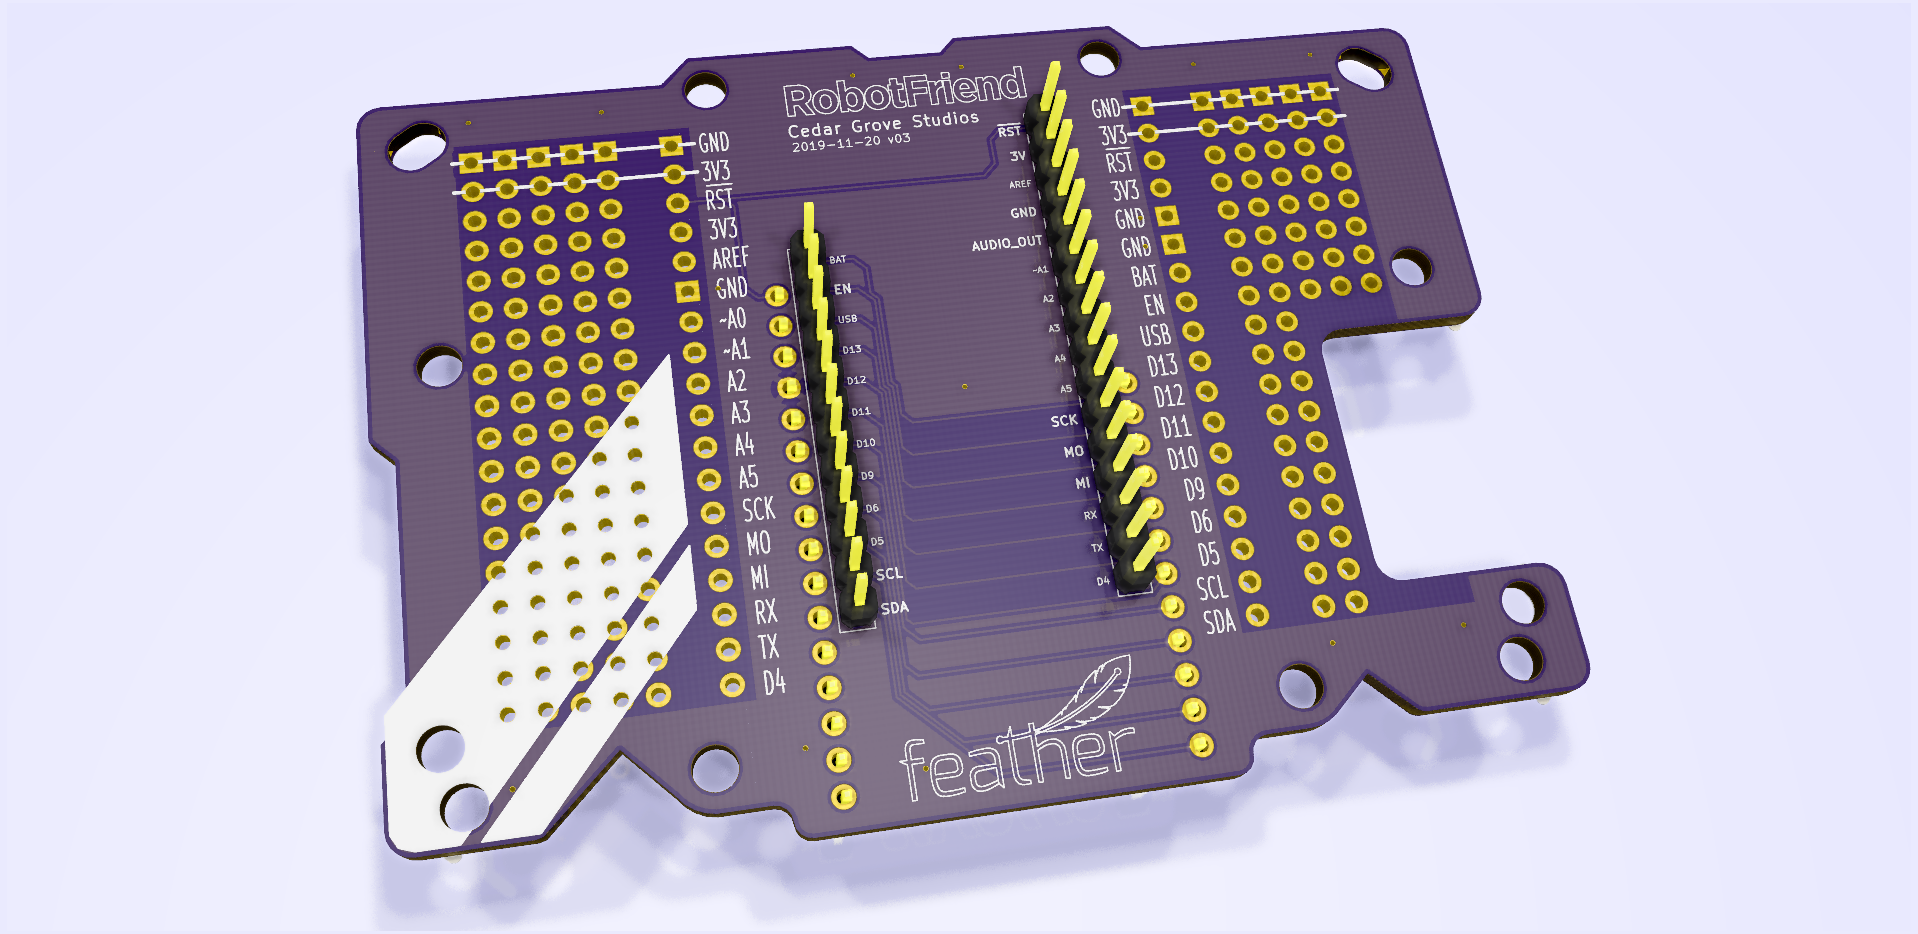 RobotFriend
Cedar Grove Studios
2019-11-20 v03
GND
3V3
RST
3V3
AREF
GND
~A0
~A1
A2
A3
A4
A5
SCK
MO
MI
RX
TX
D4
BAT
EN
USB
D13
D12
D11
D10
D9
D6
D5
SCL
SDA
RST
3V
AREF
GND
AUDIO_OUT
~A1
A2
A3
A4
A5
SCK
MO
MI
RX
TX
D4
GND
3V3
RST
3V3
GND
GND
BAT
EN
USB
D13
D12
D11
D10
D9
D6
D5
SCL
SDA
feather